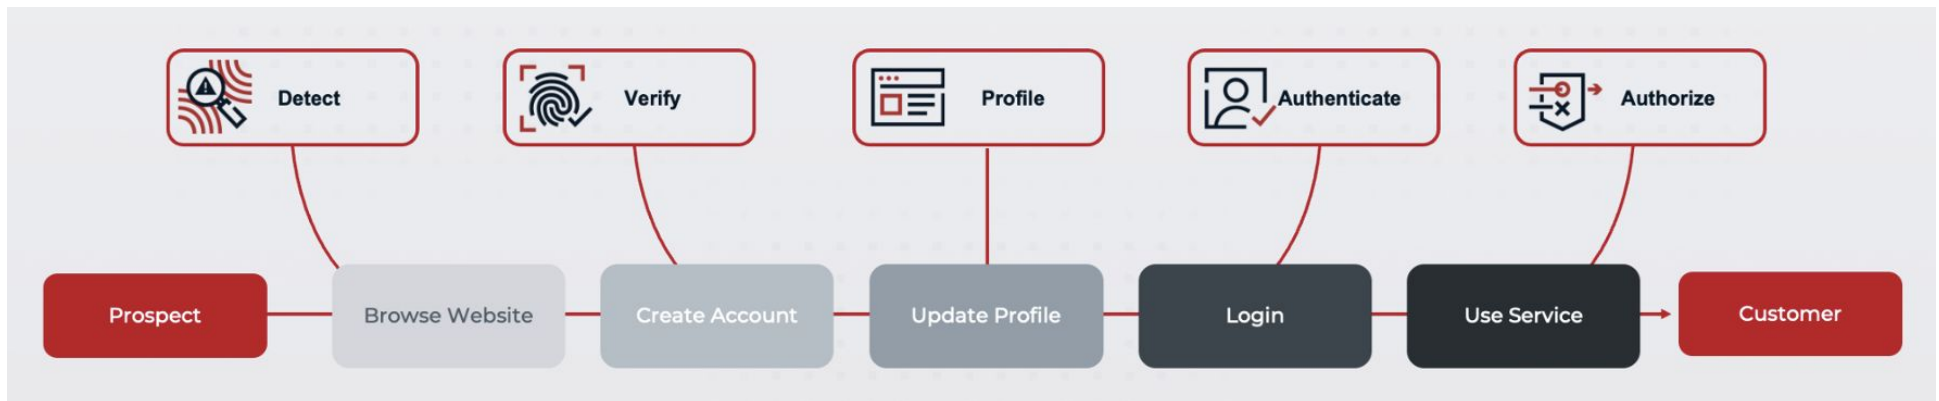 Detect
Verify
Profile
Authenticate
Authorize
Prospect
Browse Website
Create Account
Update Profile
Login
Use Service
Customer